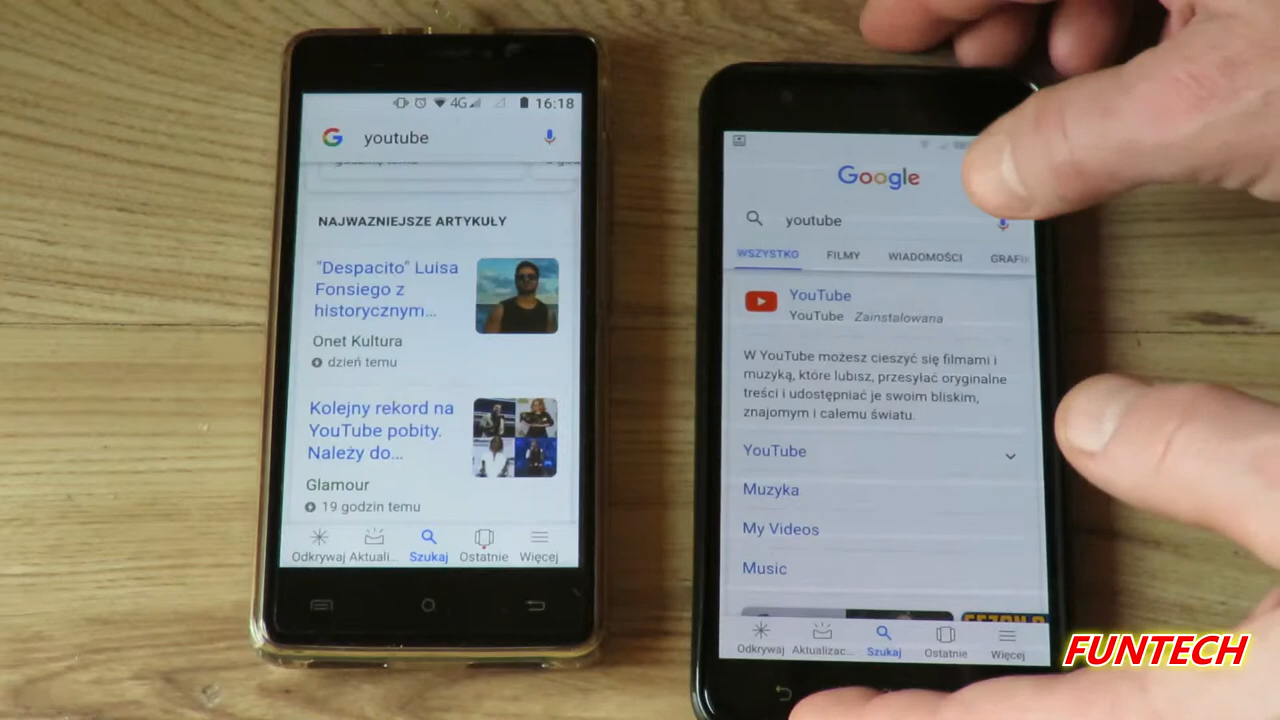 4G 16:18
youtube
NAJWAŻNIEJSZE ARTYKUŁY
"Despacito" Luisa
Fonsiego z
historycznym...
Onet Kultura
dzień temu
Kolejny rekord na
YouTube pobity.
Należy do...
Glamour
19 godzin temu
Odkrywaj Aktuali... Szukaj Ostatnie Więcej
Google
youtube
WSZYSTKO FILMY WIADOMOŚCI GRAFIK
YouTube
YouTube Zainstalowana
W YouTube możesz cieszyć się filmami i
muzyką, które lubisz, przesyłać oryginalne
treści i udostępniać je swoim bliskim,
znajomym i całemu światu.
YouTube
Muzyka
My Videos
Music
Odkrywaj Aktualizac... Szukaj Ostatnie Więcej
FUNTECH